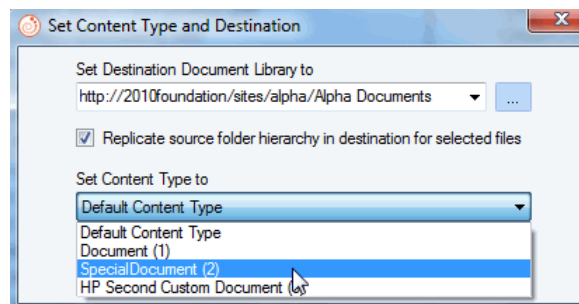 Set Content Type and Destination
Set Destination Document Library to
http://2010foundation/sites/alpha/Alpha Documents
...
Replicate source folder hierarchy in destination for selected files
Set Content Type to
Default Content Type
Default Content Type
Document (1)
SpecialDocument (2)
HP Second Custom Document